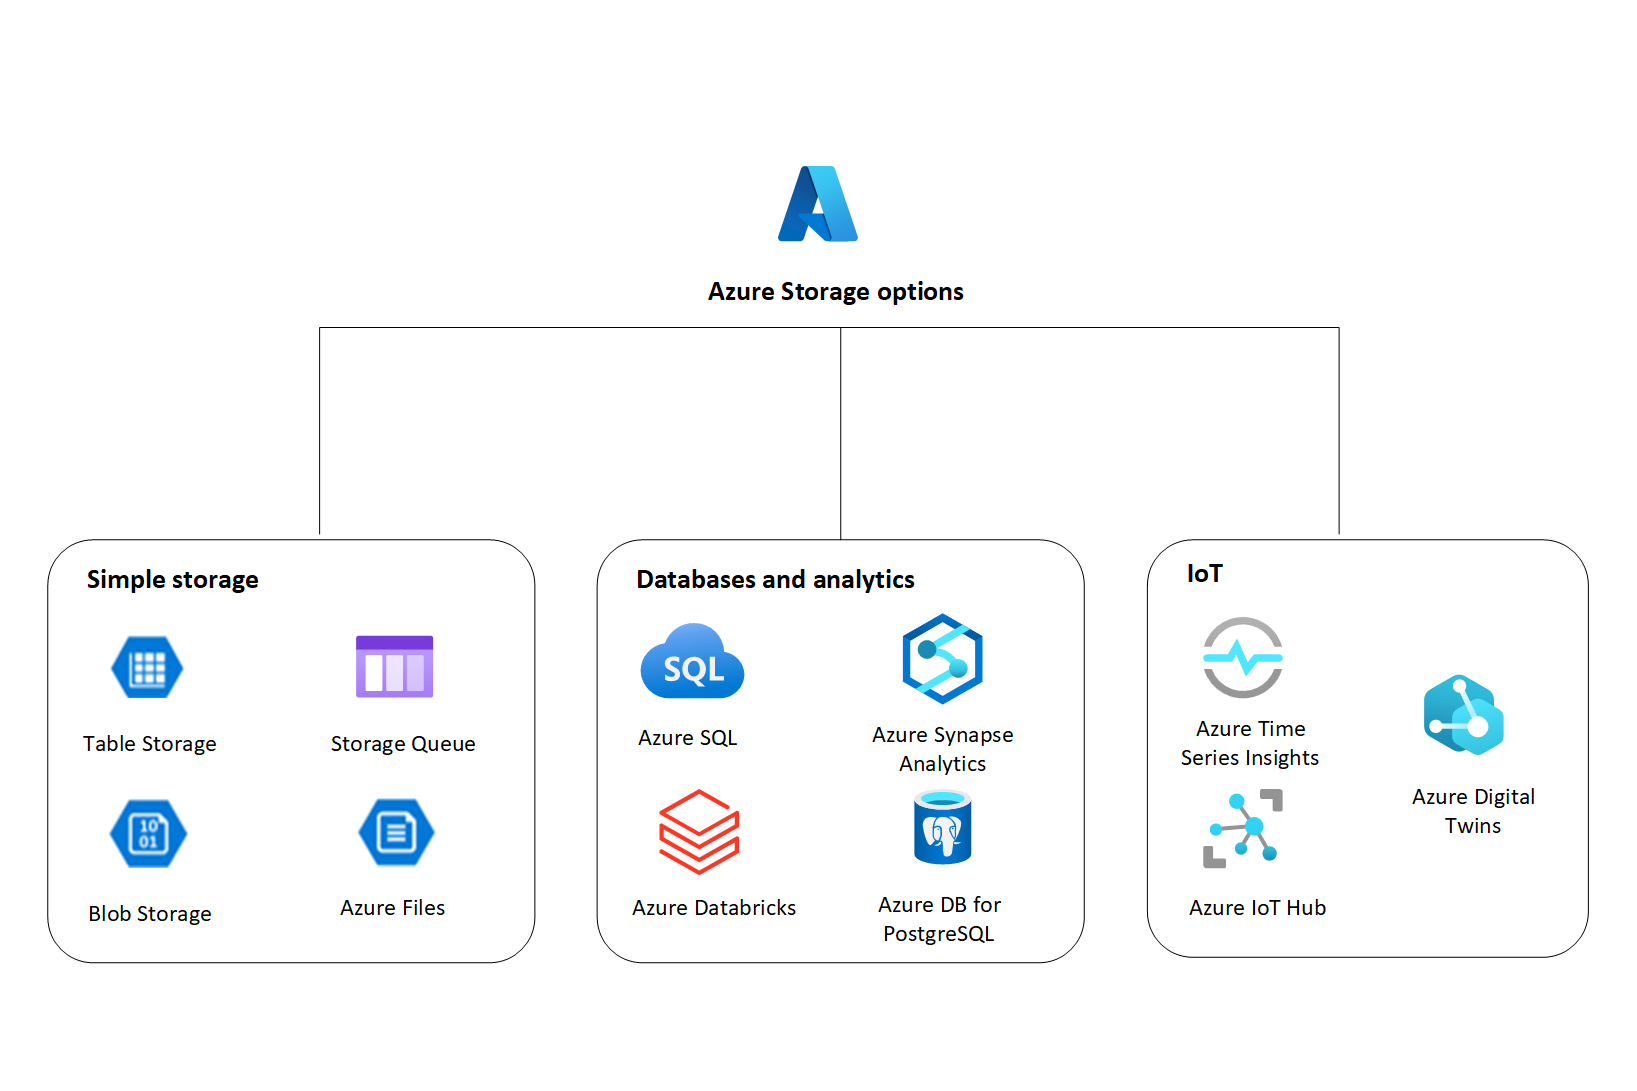 Azure Storage options
Simple storage
Table Storage
Storage Queue
10
01
Blob Storage
Azure Files
Databases and analytics
SQL
Azure SQL
Azure Synapse
Analytics
Azure Databricks
Azure DB for
PostgreSQL
IoT
Azure Time
Series Insights
Azure Digital
Twins
Azure IoT Hub